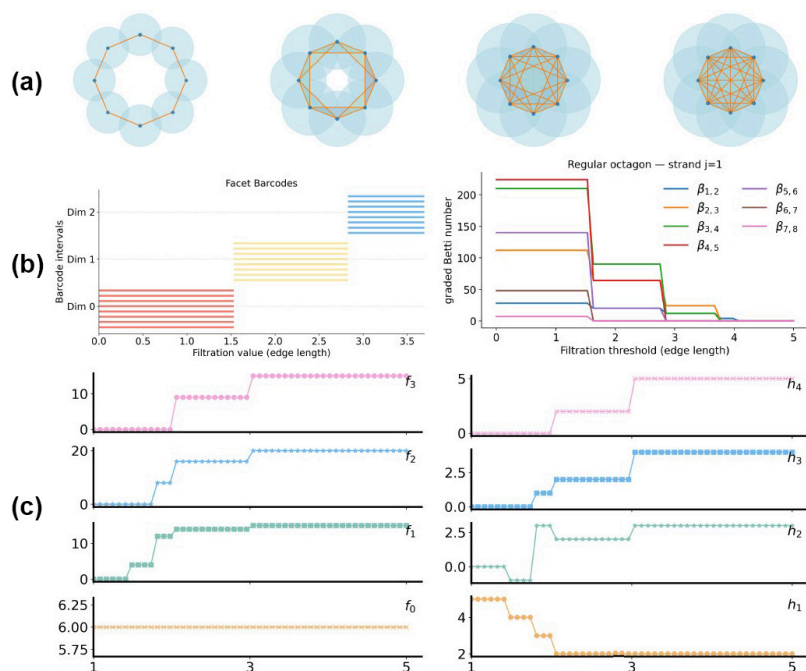 (a)
(b)
Facet Barcodes
Barcode intervals
Dim 2
Dim 1
Dim 0
0.0 0.5 1.0 1.5 2.0 2.5 3.0 3.5
Filtration value (edge length)
Regular octagon — strand j=1
graded Betti number
200
150
100
50
0
β1,2
β2,3
β3,4
β4,5
β5,6
β6,7
β7,8
0 1 2 3 4 5
Filtration threshold (edge length)
(c)
10
0
f3
20
0
f2
10
0
f1
6.25
6.00
5.75
f0
1 3 5
5
0
h4
2.5
0.0
h3
2.5
0.0
h2
4
2
h1
1 3 5